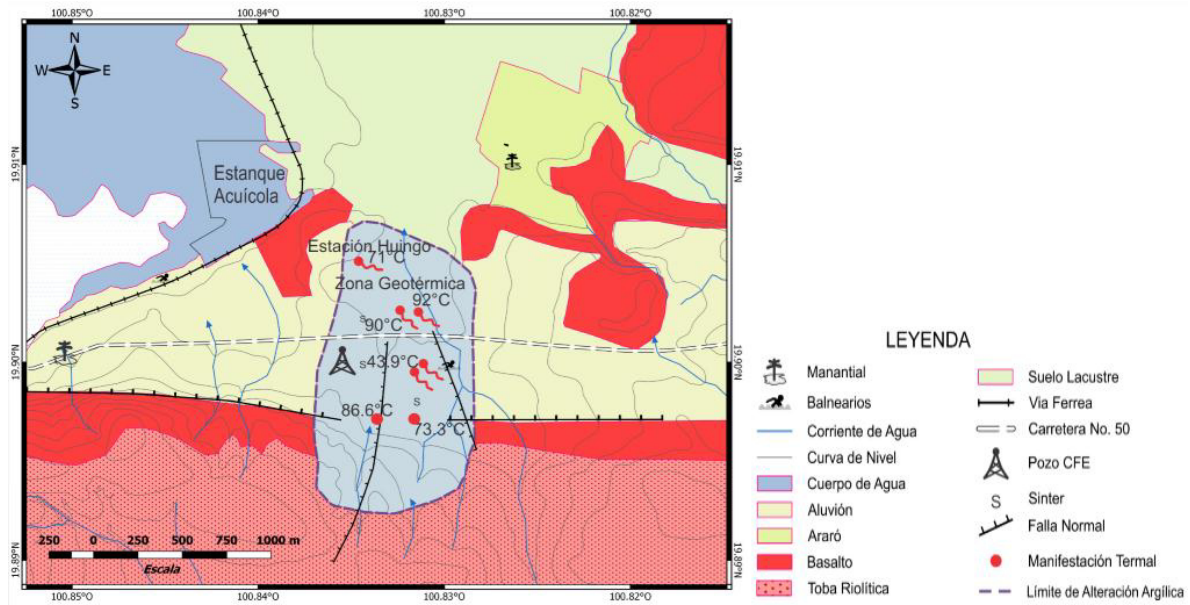 100.85°W 100.84°W 100.83°W 100.82°W
N
W E
S
19.91°N 19.91°N
Estanque
Acuícola
Estación Huingo
71°C
Zona Geotérmica
92°C
S
90°C
19.90°N 19.90°N
S 43.9°C
S
86.6°C
73.3°C
250 0 250 500 750 1000 m
Escala
19.89°N 19.89°N
100.85°W 100.84°W 100.83°W 100.82°W
LEYENDA
Manantial
Balnearios
Corriente de Agua
Curva de Nivel
Cuerpo de Agua
Aluvión
Araró
Basalto
Toba Riolítica
Suelo Lacustre
Via Ferrea
Carretera No. 50
Pozo CFE
S Sinter
Falla Normal
Manifestación Termal
Límite de Alteración Argílica